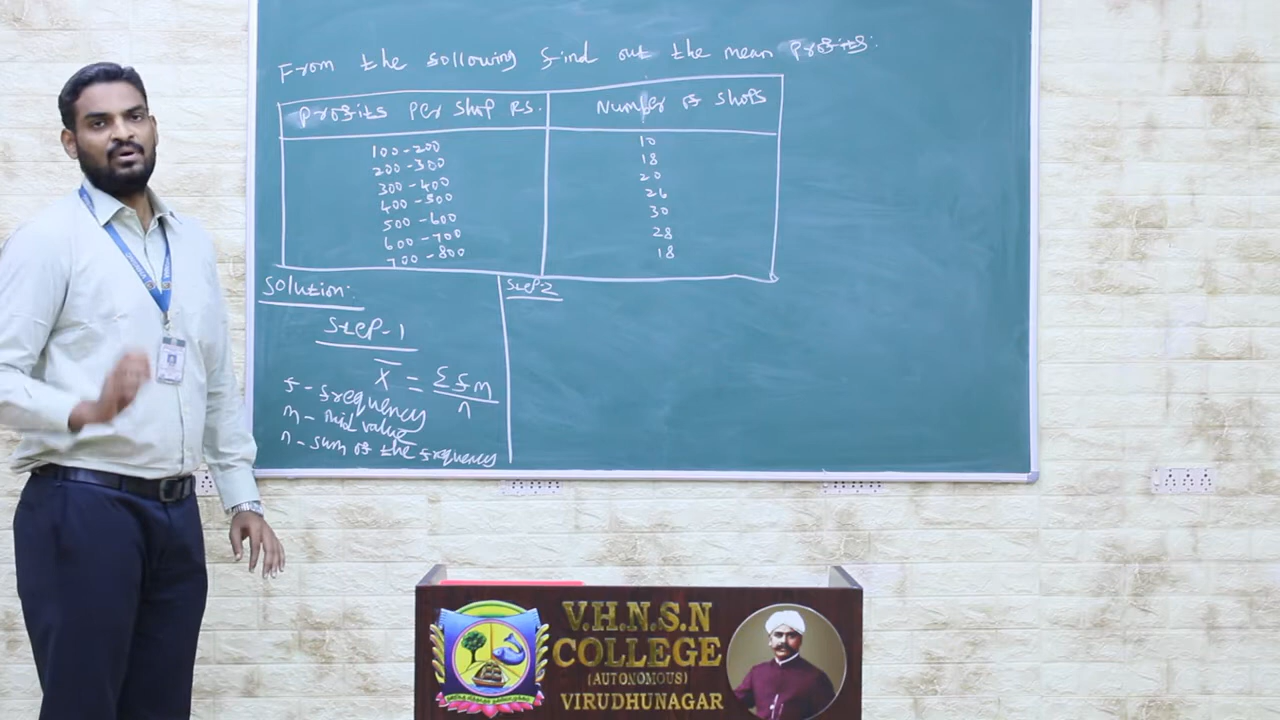 From the following find out the mean profits:
Profits Per Shop Rs. Number of Shops
100-200 10
200-300 18
300-400 20
400-500 26
500-600 30
600-700 28
700-800 18
Solution:
Step-1
X̅ = Σfm
n
f - frequency
m - mid value
n - sum of the frequency
Step-2
V.H.N.S.N
COLLEGE
(AUTONOMOUS)
VIRUDHUNAGAR